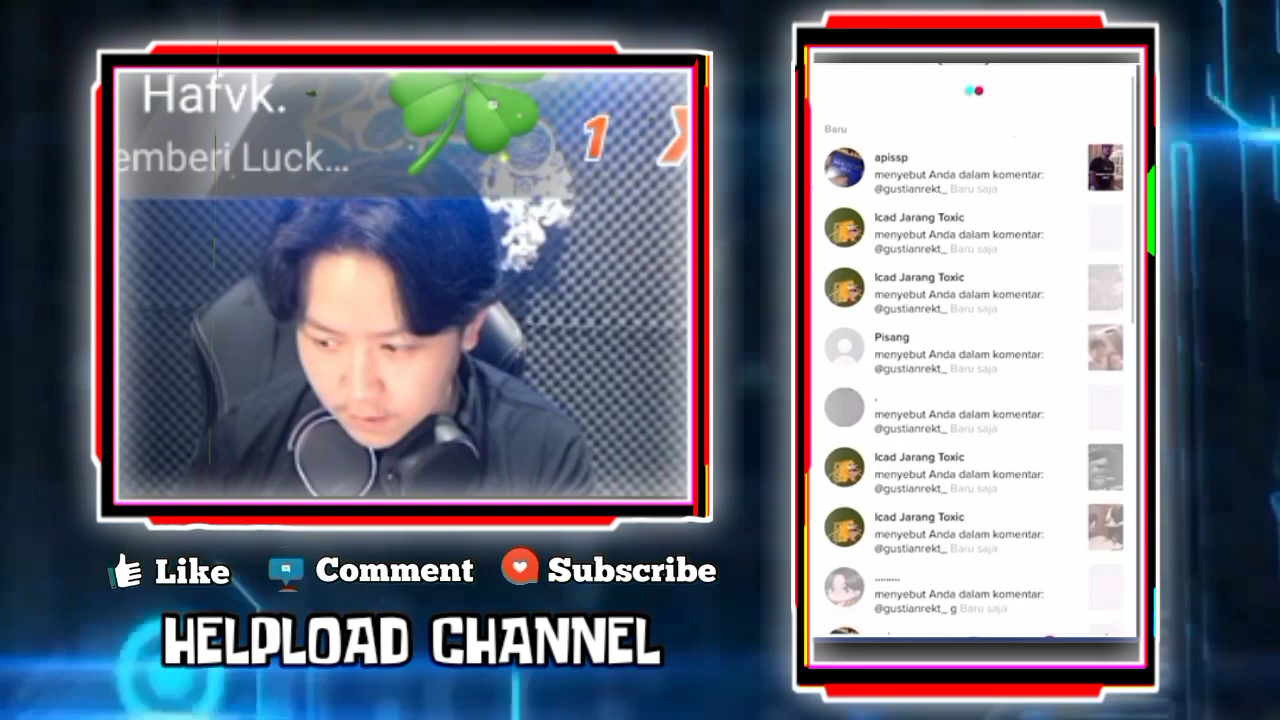 Hafvk.
emberi Luck...
1 X
Like
Comment
Subscribe
HELPLOAD CHANNEL
Baru
apissp
menyebut Anda dalam komentar:
@gustianrekt_ Baru saja
Icad Jarang Toxic
menyebut Anda dalam komentar:
@gustianrekt_ Baru saja
Icad Jarang Toxic
menyebut Anda dalam komentar:
@gustianrekt_ Baru saja
Pisang
menyebut Anda dalam komentar:
@gustianrekt_ Baru saja
.
menyebut Anda dalam komentar:
@gustianrekt_ Baru saja
Icad Jarang Toxic
menyebut Anda dalam komentar:
@gustianrekt_ Baru saja
Icad Jarang Toxic
menyebut Anda dalam komentar:
@gustianrekt_ Baru saja
.........
menyebut Anda dalam komentar:
@gustianrekt_ g Baru saja